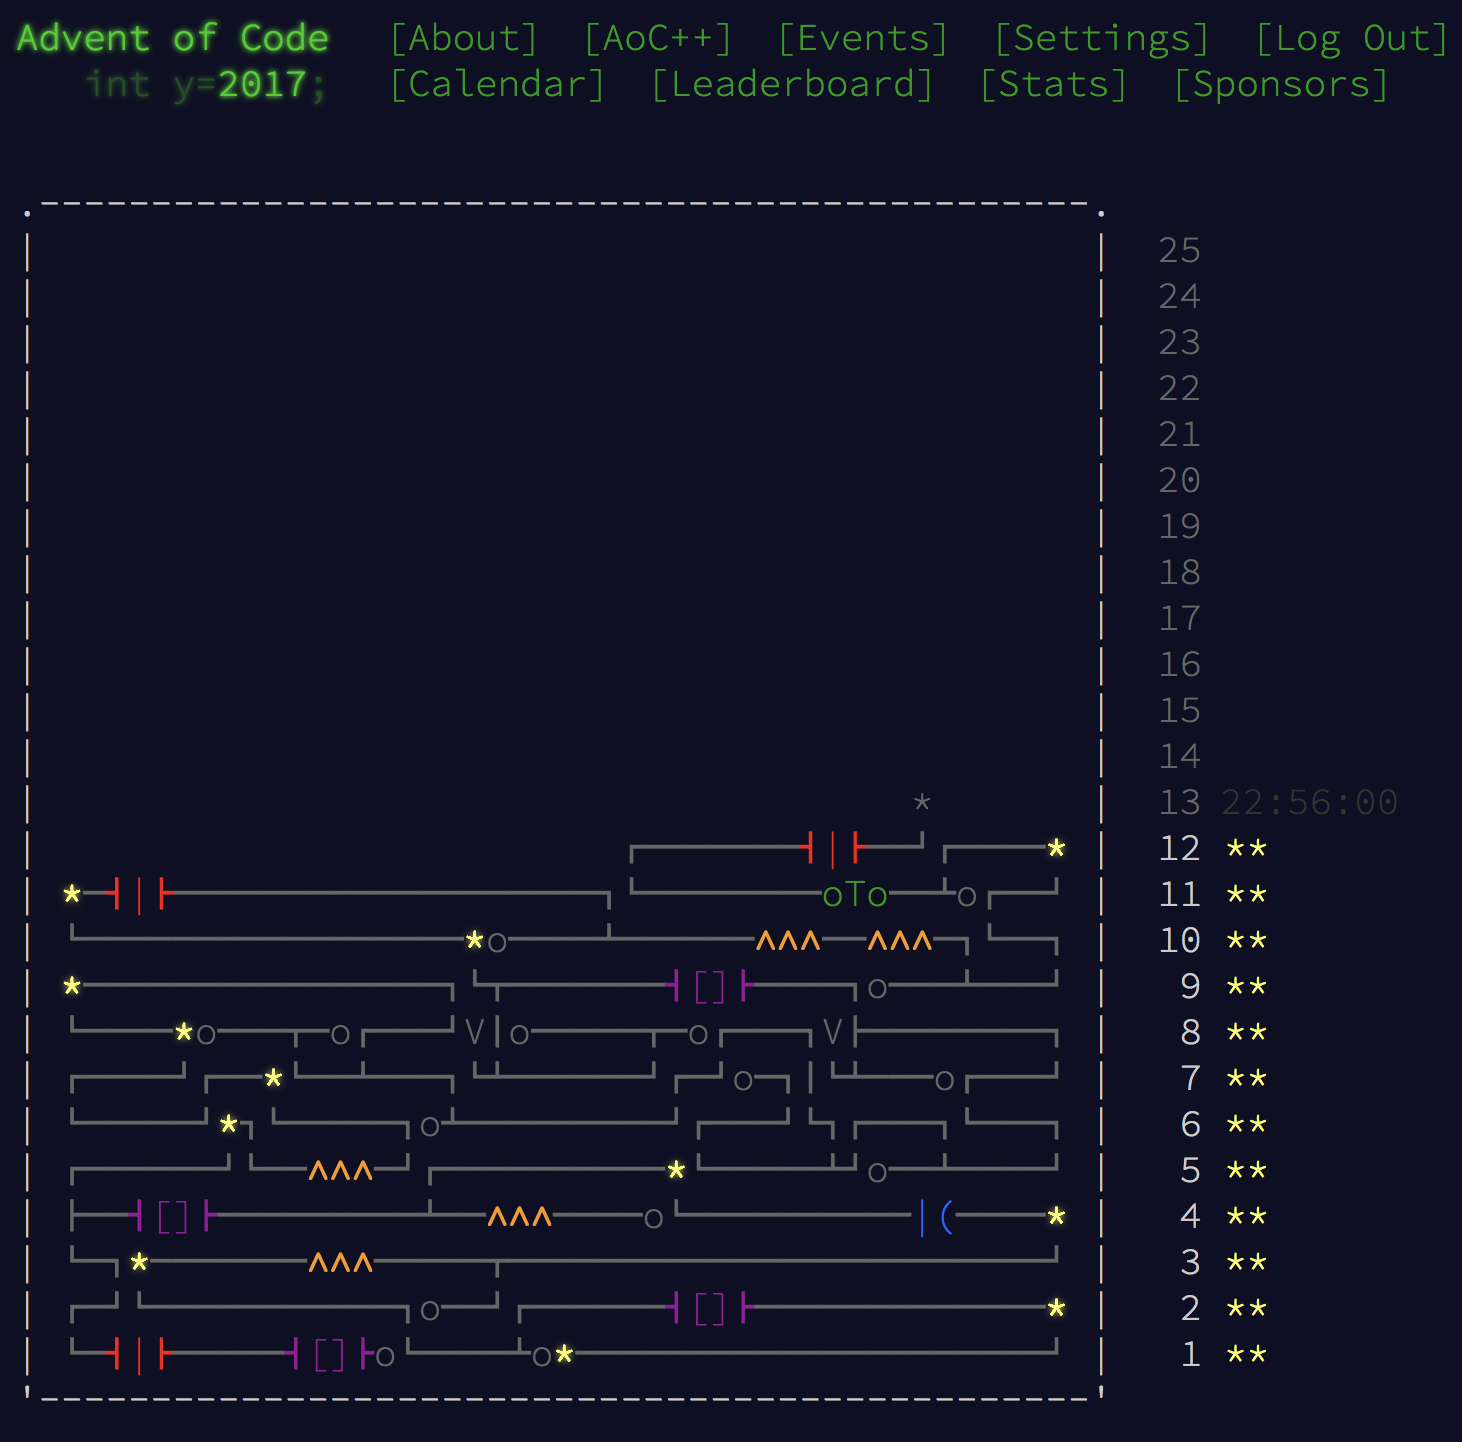 Advent of Code [About] [AoC++] [Events] [Settings] [Log Out]
int y=2017; [Calendar] [Leaderboard] [Stats] [Sponsors]
25
24
23
22
21
20
19
18
17
16
15
14
* 13 22:56:00
┌───────┤|├──┴ ┌────* 12 **
*─┤|├───────────────────┐└────────oTo──┴o┌──┘ 11 **
└─────────────────*o────┴──────∧∧∧──∧∧∧─┐└──┐ 10 **
*────────────────┐└┬───────┤[]├────┐o───┴───┘ 9 **
└────*o───┬─o┌───┘V|o─────┬─o┌───┐V├────────┐ 8 **
┌────┘┌──*└──┴───┐└┴──────┘┌─┘o─┐|└┴───o┌───┘ 7 **
└─────┘*┐└─────┐o┴─────────┘┌───┘└┐┌───┐└───┐ 6 **
┌──────┘└─∧∧∧──┘┌──────────*└─────┴┘o──┴────┘ 5 **
├──┤[]├─────────┴──∧∧∧────o└──────────|(────* 4 **
└─┐*───────∧∧∧─────┬────────────────────────┘ 3 **
┌─┘└───────────┐o──┘┌──────┤[]├─────────────* 2 **
└─┤|├─────┤[]├o└────┴o*─────────────────────┘ 1 **